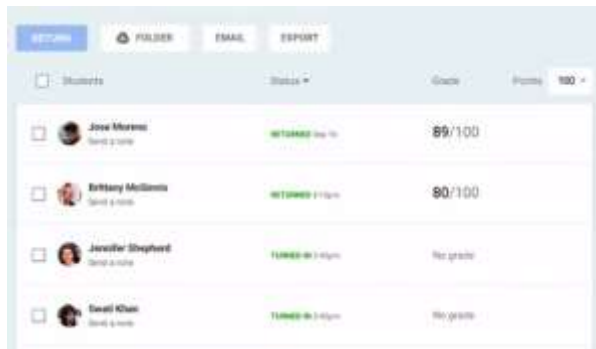 RETURN FOLDER EMAIL EXPORT
Students Status Grade Points 100
Jose Moreno RETURNED 89/100
Send a note
Brittany McGinnis RETURNED 80/100
Send a note
Jennifer Shepherd TURNED IN No grade
Send a note
Swati Khan TURNED IN No grade
Send a note